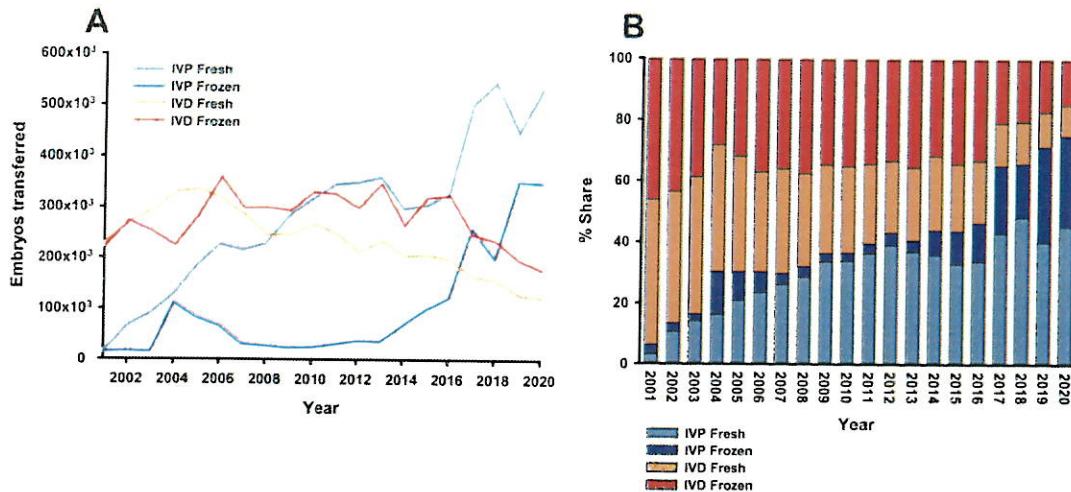 A
600x10³
500x10³
400x10³
300x10³
200x10³
100x10³
0
Embryos transferred
IVP Fresh
IVP Frozen
IVD Fresh
IVD Frozen
2002 2004 2006 2008 2010 2012 2014 2016 2018 2020
Year
B
100
80
60
40
20
0
% Share
2001 2002 2003 2004 2005 2006 2007 2008 2009 2010 2011 2012 2013 2014 2015 2016 2017 2018 2019 2020
Year
IVP Fresh
IVP Frozen
IVD Fresh
IVD Frozen